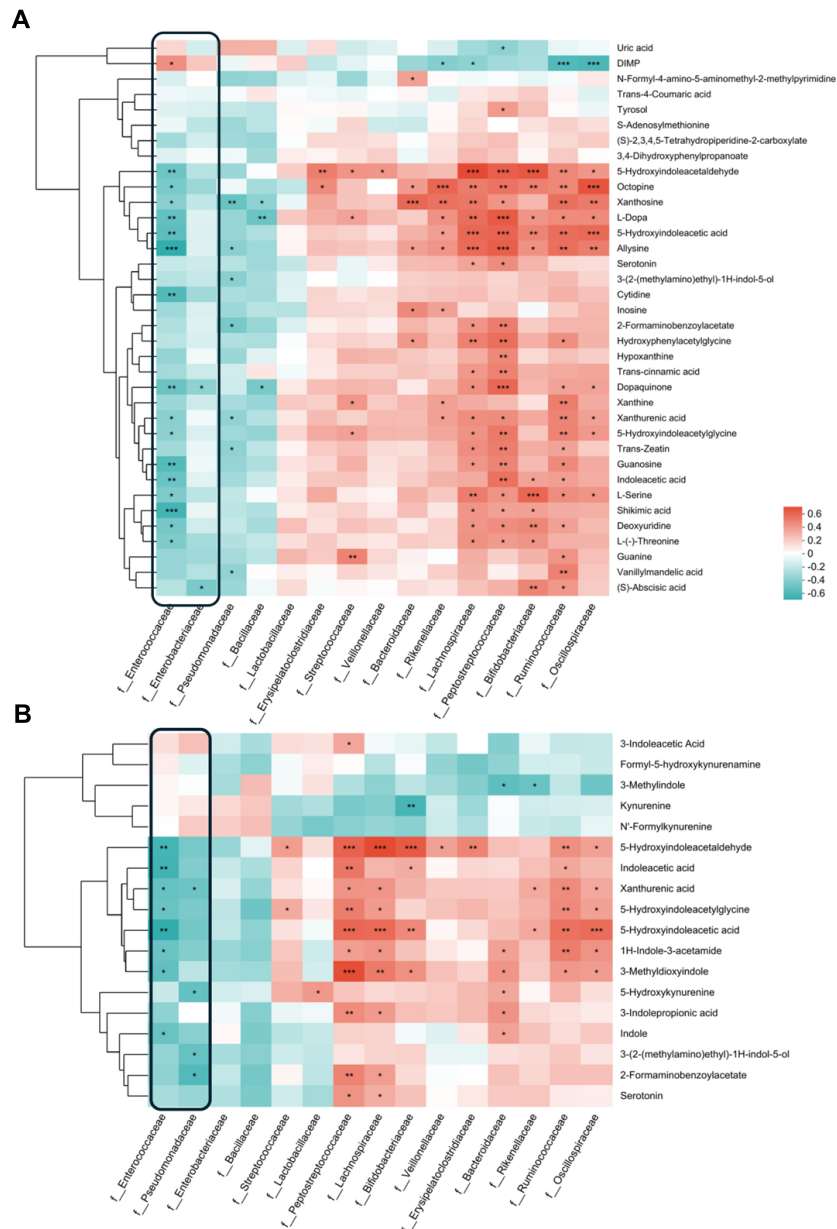 A
* Uric acid
* * * *** *** DIMP
* N-Formyl-4-amino-5-aminomethyl-2-methylpyrimidine
Trans-4-Coumaric acid
* Tyrosol
S-Adenosylmethionine
(S)-2,3,4,5-Tetrahydropiperidine-2-carboxylate
3,4-Dihydroxyphenylpropanoate
** ** * * *** *** *** ** * 5-Hydroxyindoleacetaldehyde
* * * *** ** ** ** ** *** Octopine
* ** * *** ** ** * ** ** Xanthosine
** ** * * ** *** * * * L-Dopa
** * *** *** ** ** *** 5-Hydroxyindoleacetic acid
*** * * * *** *** * ** ** Allysine
* * Serotonin
* 3-(2-(methylamino)ethyl)-1H-indol-5-ol
** Cytidine
* * Inosine
* * ** 2-Formaminobenzoylacetate
* ** ** * Hydroxyphenylacetylglycine
** Hypoxanthine
* ** Trans-cinnamic acid
** * * * *** * * Dopaquinone
* * ** Xanthine
* * * * * ** * Xanthurenic acid
* * * ** ** * 5-Hydroxyindoleacetylglycine
* * ** * Trans-Zeatin
** * ** * Guanosine
** ** * * Indoleacetic acid
* ** * *** * * L-Serine
*** * * * Shikimic acid
* * * ** * Deoxyuridine
* * * * L-(-)-Threonine
** * Guanine
* ** Vanillylmandelic acid
* ** * (S)-Abscisic acid
0.6
0.4
0.2
0
-0.2
-0.4
-0.6
f__Enterococcaceae
f__Enterobacteriaceae
f__Pseudomonadaceae
f__Bacillaceae
f__Lactobacillaceae
f__Erysipelatoclostridiaceae
f__Streptococcaceae
f__Veillonellaceae
f__Bacteroidaceae
f__Rikenellaceae
f__Lachnospiraceae
f__Peptostreptococcaceae
f__Bifidobacteriaceae
f__Ruminococcaceae
f__Oscillospiraceae
B
* 3-Indoleacetic Acid
Formyl-5-hydroxykynurenamine
* * 3-Methylindole
** Kynurenine
N'-Formylkynurenine
** * *** *** *** * ** ** * 5-Hydroxyindoleacetaldehyde
** ** * * Indoleacetic acid
* * * * * ** * Xanthurenic acid
* * ** * ** * 5-Hydroxyindoleacetylglycine
** *** *** ** * ** *** 5-Hydroxyindoleacetic acid
* * * * ** * 1H-Indole-3-acetamide
* *** ** * * * * 3-Methyldioxyindole
* * * 5-Hydroxykynurenine
** * * 3-Indolepropionic acid
* * Indole
* 3-(2-(methylamino)ethyl)-1H-indol-5-ol
* ** * 2-Formaminobenzoylacetate
* * Serotonin
f__Enterococcaceae
f__Pseudomonadaceae
f__Enterobacteriaceae
f__Bacillaceae
f__Streptococcaceae
f__Lactobacillaceae
f__Peptostreptococcaceae
f__Lachnospiraceae
f__Bifidobacteriaceae
f__Veillonellaceae
f__Erysipelatoclostridiaceae
f__Bacteroidaceae
f__Rikenellaceae
f__Ruminococcaceae
f__Oscillospiraceae